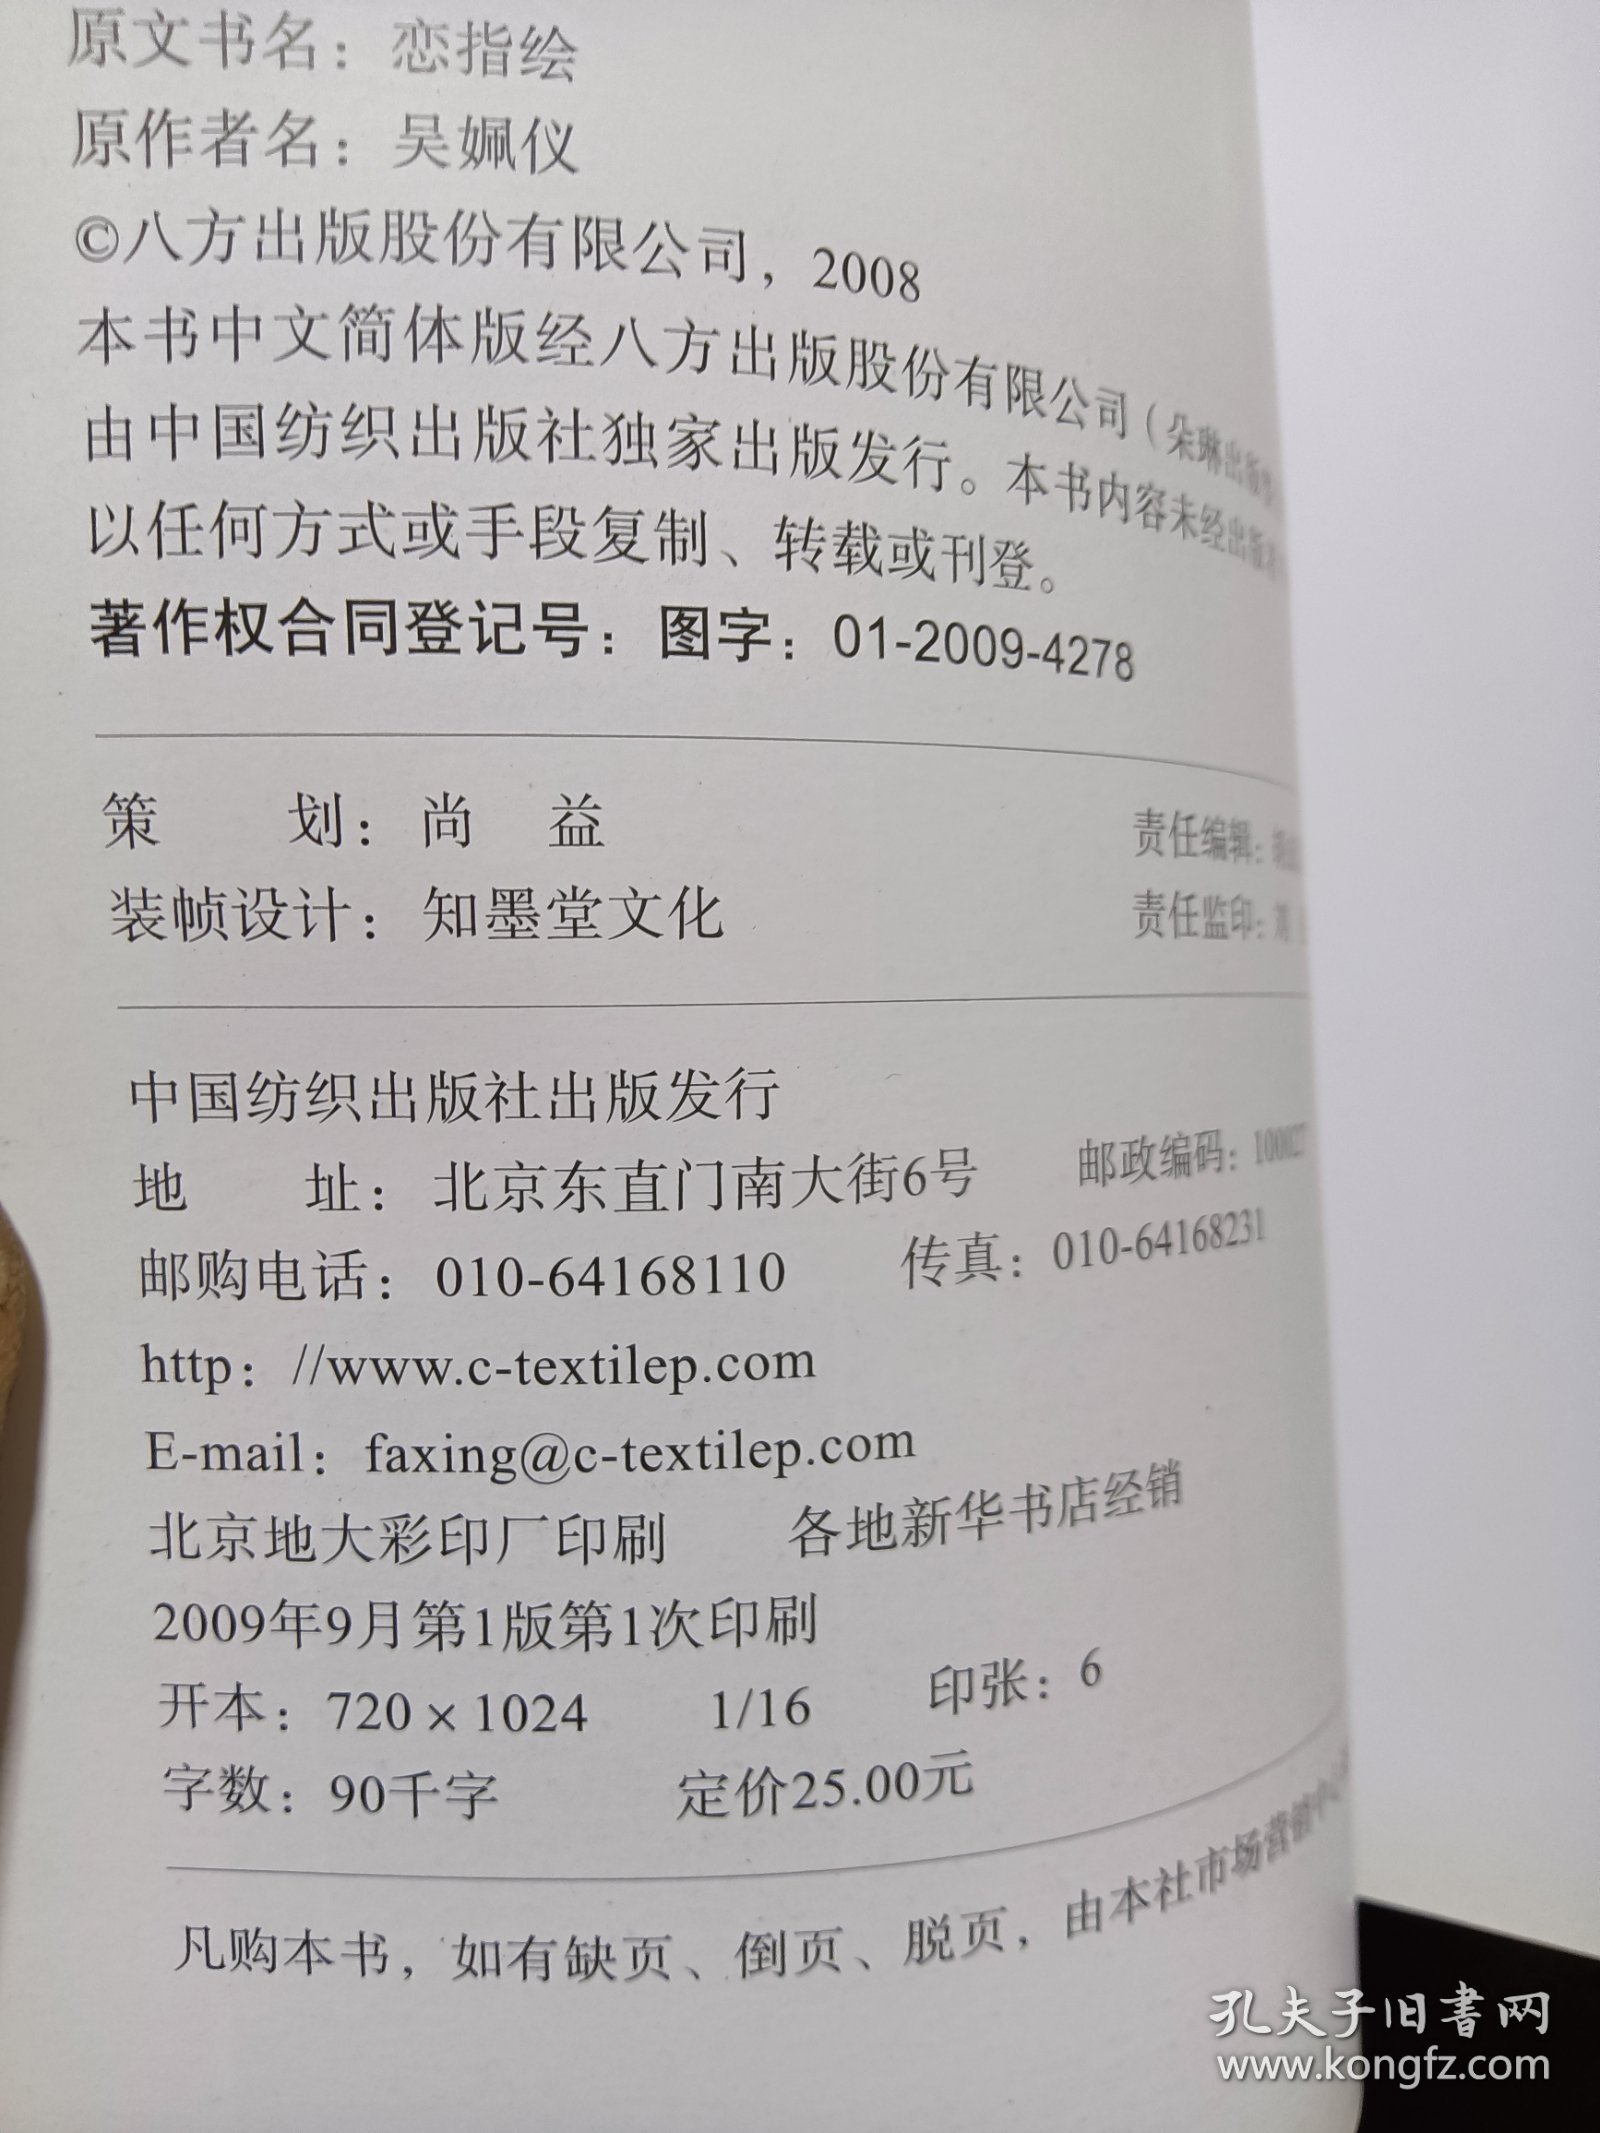 原文书名：恋指绘
原作者名：吴姵仪
©八方出版股份有限公司，2008
本书中文简体版经八方出版股份有限公司（朵琳出版
由中国纺织出版社独家出版发行。本书内容未经出版
以任何方式或手段复制、转载或刊登。
著作权合同登记号：图字：01-2009-4278
策　　划：尚　益　　责任编辑：
装帧设计：知墨堂文化　　责任监印：
中国纺织出版社出版发行
地　　址：北京东直门南大街6号　　邮政编码：100027
邮购电话：010-64168110　　传真：010-64168231
http：//www.c-textilep.com
E-mail：faxing@c-textilep.com
北京地大彩印厂印刷　　各地新华书店经销
2009年9月第1版第1次印刷
开本：720×1024　　1/16　　印张：6
字数：90千字　　定价25.00元
凡购本书，如有缺页、倒页、脱页，由本社市场营销中心
孔夫子旧书网
www.kongfz.com